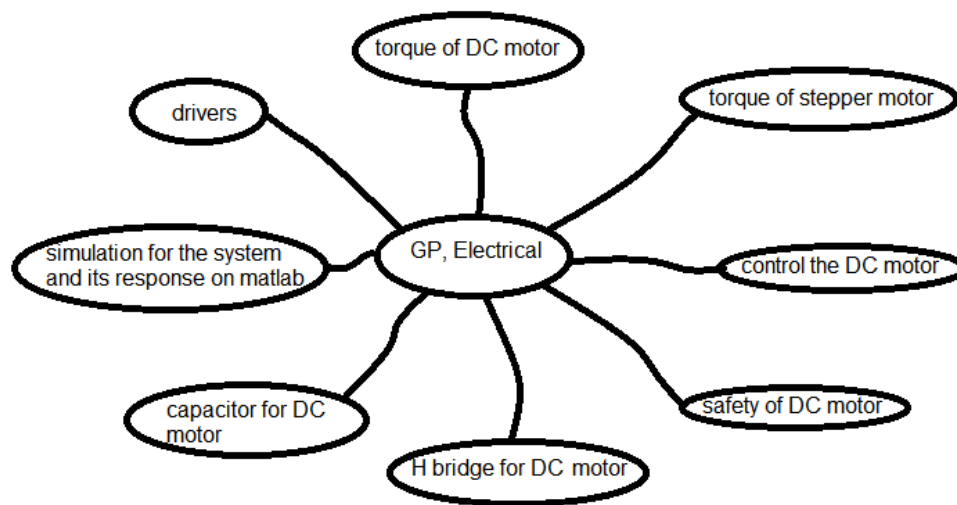 torque of DC motor
torque of stepper motor
drivers
GP, Electrical
simulation for the system
and its response on matlab
control the DC motor
capacitor for DC
motor
safety of DC motor
H bridge for DC motor